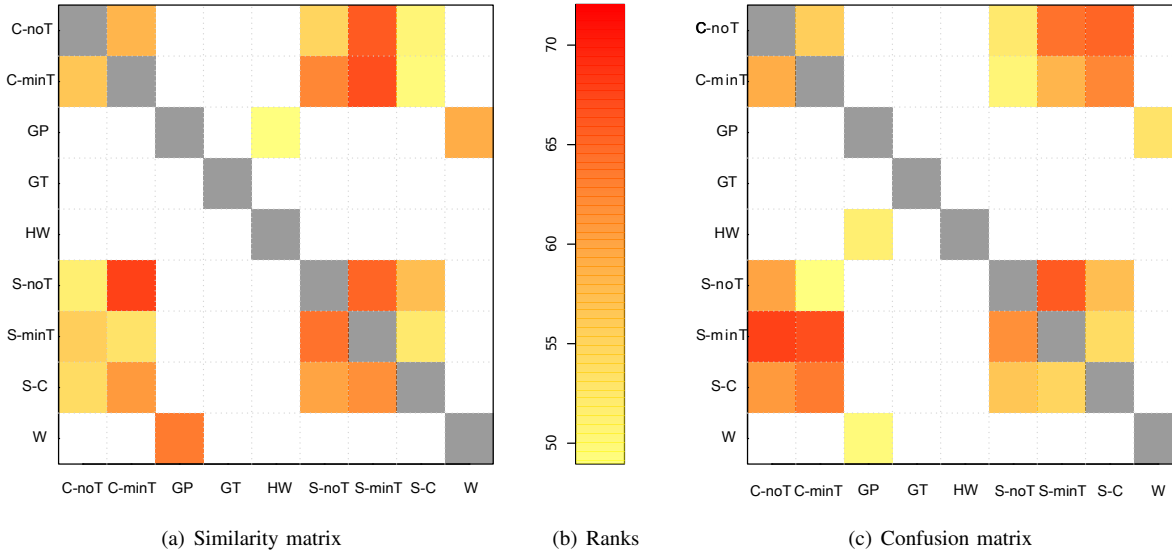 C-noT
C-minT
GP
GT
HW
S-noT
S-minT
S-C
W
C-noT C-minT GP GT HW S-noT S-minT S-C W
(a) Similarity matrix
70
65
60
55
50
(b) Ranks
C-noT
C-minT
GP
GT
HW
S-noT
S-minT
S-C
W
C-noT C-minT GP GT HW S-noT S-minT S-C W
(c) Confusion matrix